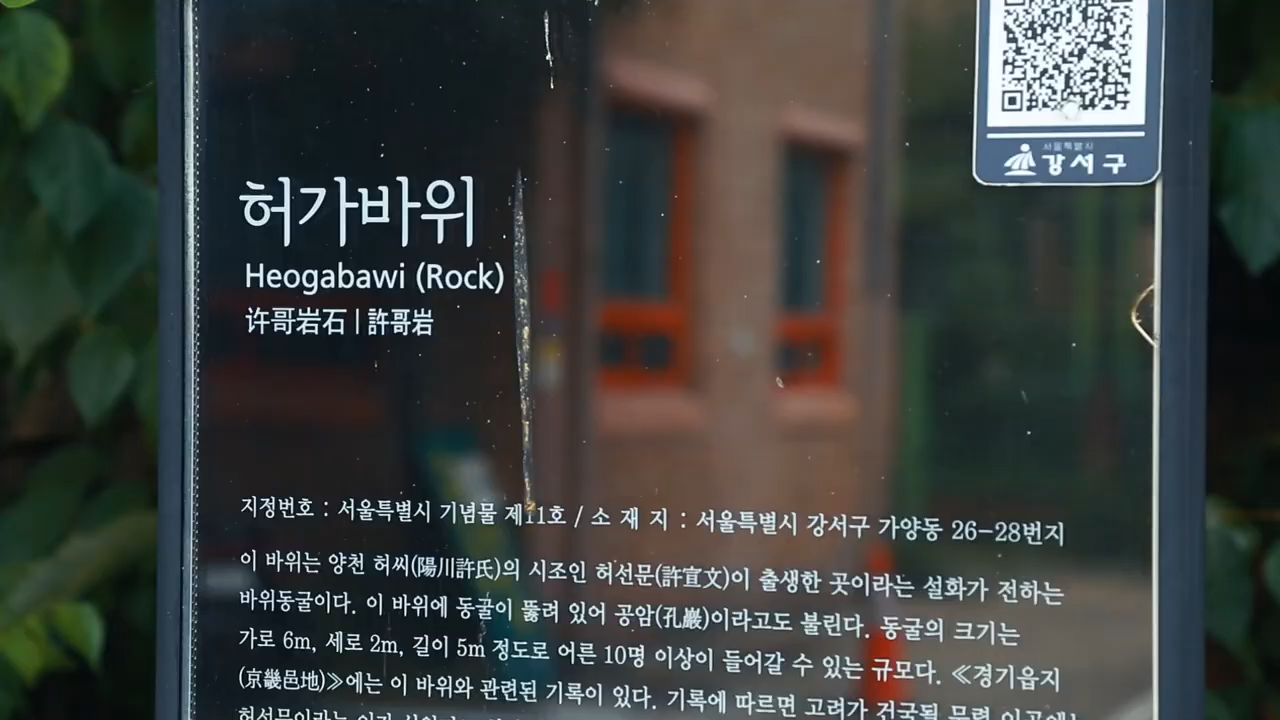 서울특별시
강서구
허가바위
Heogabawi (Rock)
许哥岩石 | 許哥岩
지정번호 : 서울특별시 기념물 제11호 / 소 재 지 : 서울특별시 강서구 가양동 26-28번지
이 바위는 양천 허씨(陽川許氏)의 시조인 허선문(許宣文)이 출생한 곳이라는 설화가 전하는
바위동굴이다. 이 바위에 동굴이 뚫려 있어 공암(孔巖)이라고도 불린다. 동굴의 크기는
가로 6m, 세로 2m, 길이 5m 정도로 어른 10명 이상이 들어갈 수 있는 규모다. ≪경기읍지
(京畿邑地)≫에는 이 바위와 관련된 기록이 있다. 기록에 따르면 고려가 건국될 무렵 이곳에